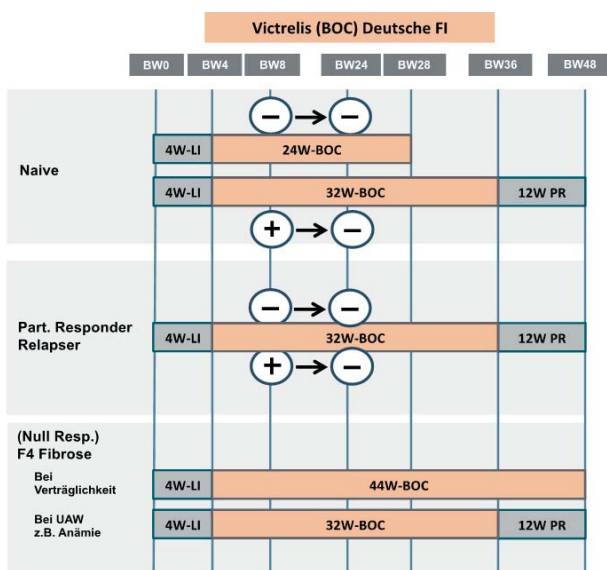 Victrelis (BOC) Deutsche FI
BW0 BW4 BW8 BW24 BW28 BW36 BW48
− → −
Naive
4W-LI 24W-BOC
4W-LI 32W-BOC 12W PR
+ → −
− → −
Part. Responder
Relapser
4W-LI 32W-BOC 12W PR
+ → −
(Null Resp.)
F4 Fibrose
Bei
Verträglichkeit
4W-LI 44W-BOC
Bei UAW
z.B. Anämie
4W-LI 32W-BOC 12W PR